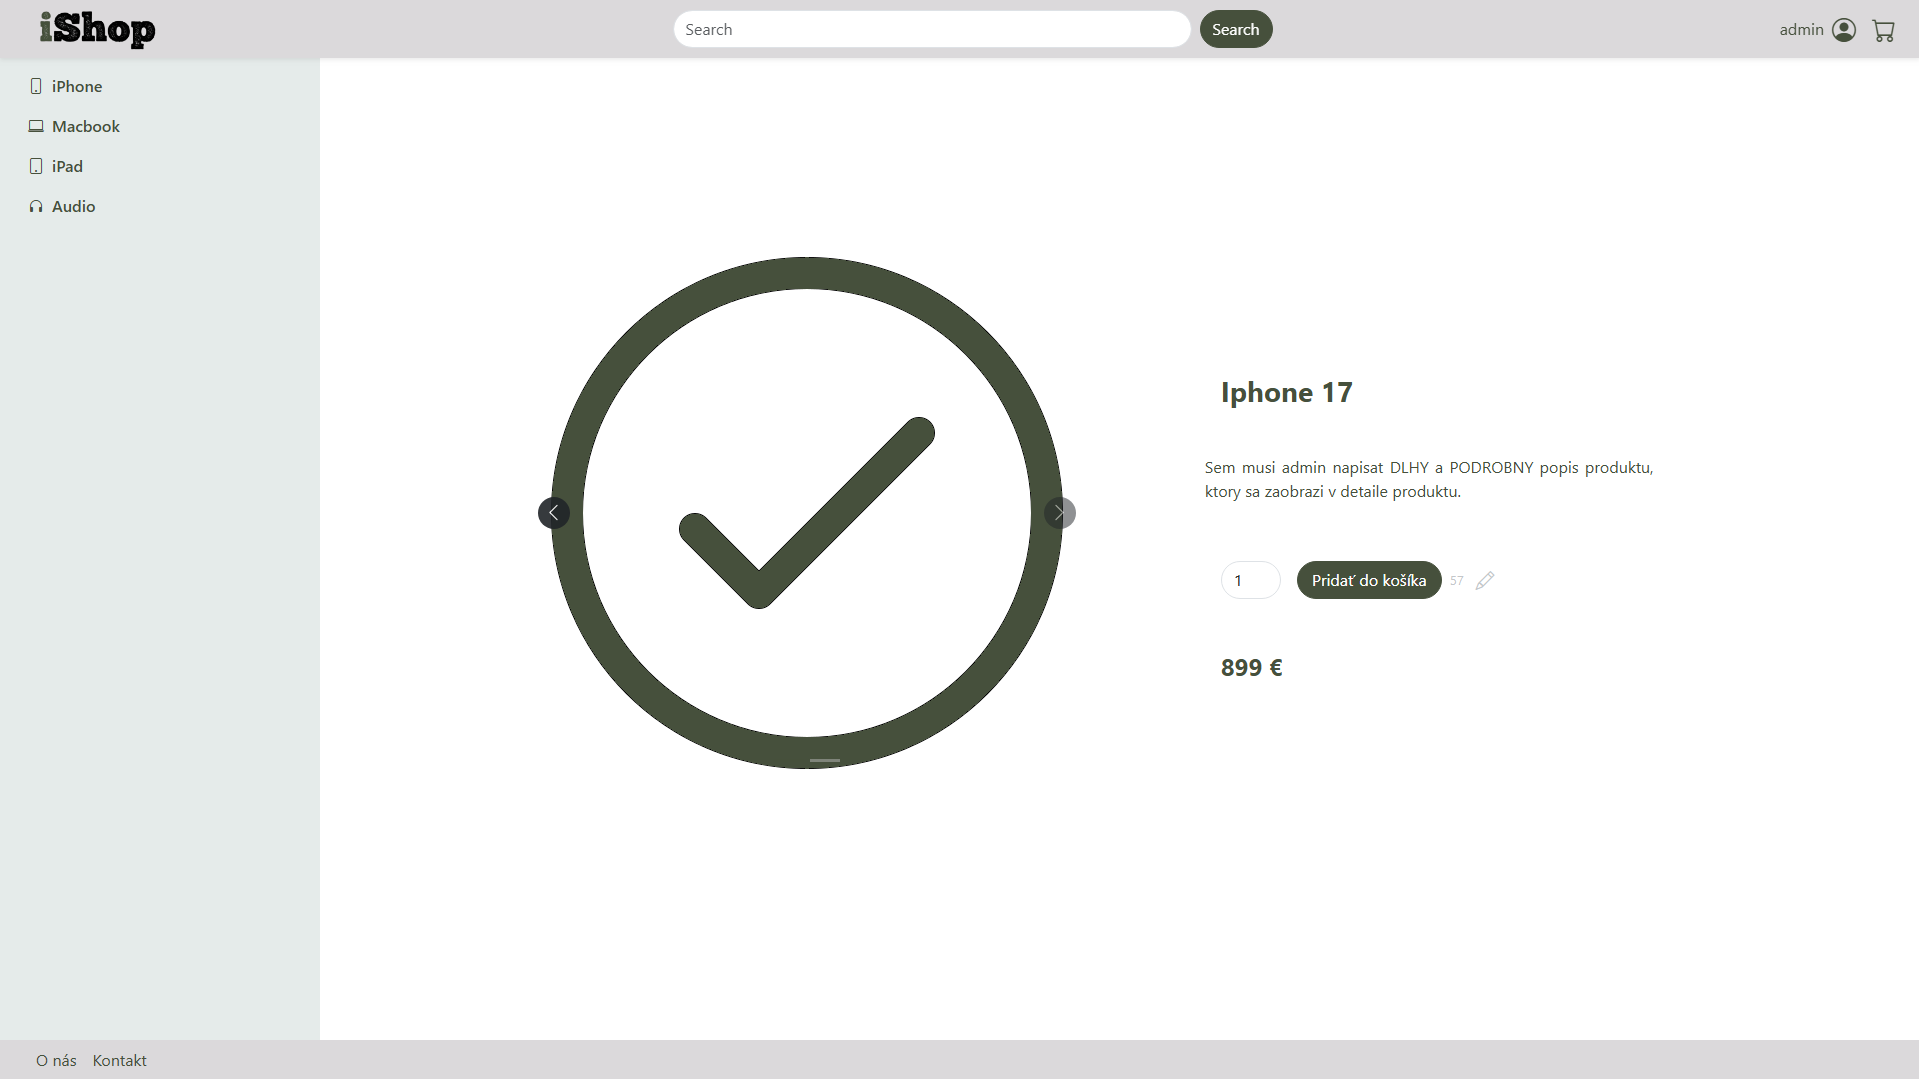 iShop
Search
Search
admin
iPhone
Macbook
iPad
Audio
Iphone 17
Sem musi admin napisat DLHY a PODROBNY popis produktu,
ktory sa zaobrazi v detaile produktu.
1
Pridať do košíka
57
899 €
O nás
Kontakt